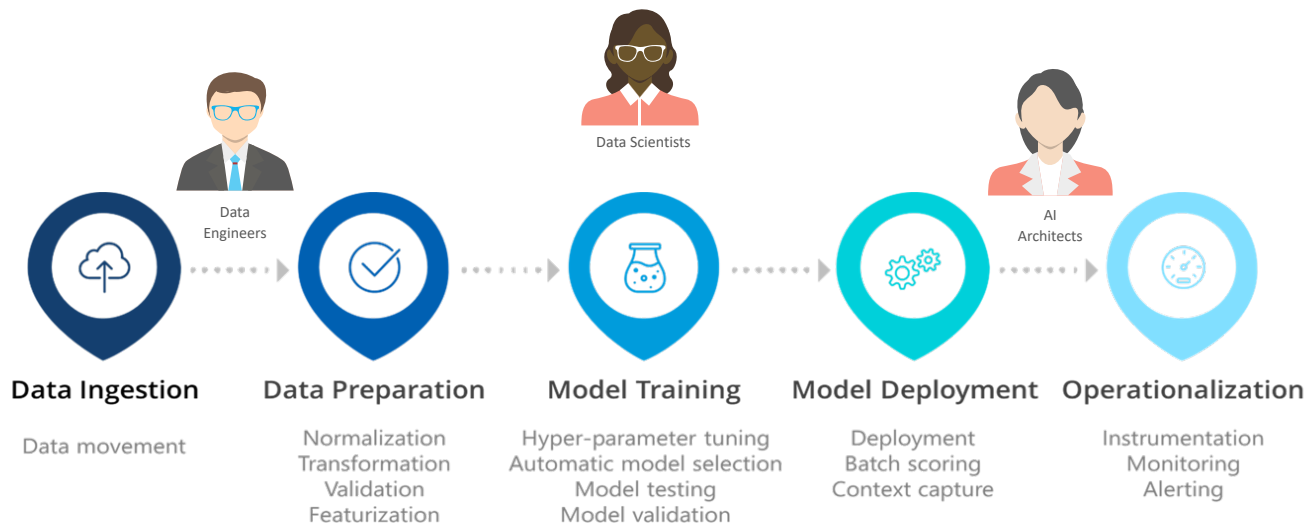 Data Scientists
Data
Engineers
AI
Architects
Data Ingestion
Data movement
Data Preparation
Normalization
Transformation
Validation
Featurization
Model Training
Hyper-parameter tuning
Automatic model selection
Model testing
Model validation
Model Deployment
Deployment
Batch scoring
Context capture
Operationalization
Instrumentation
Monitoring
Alerting